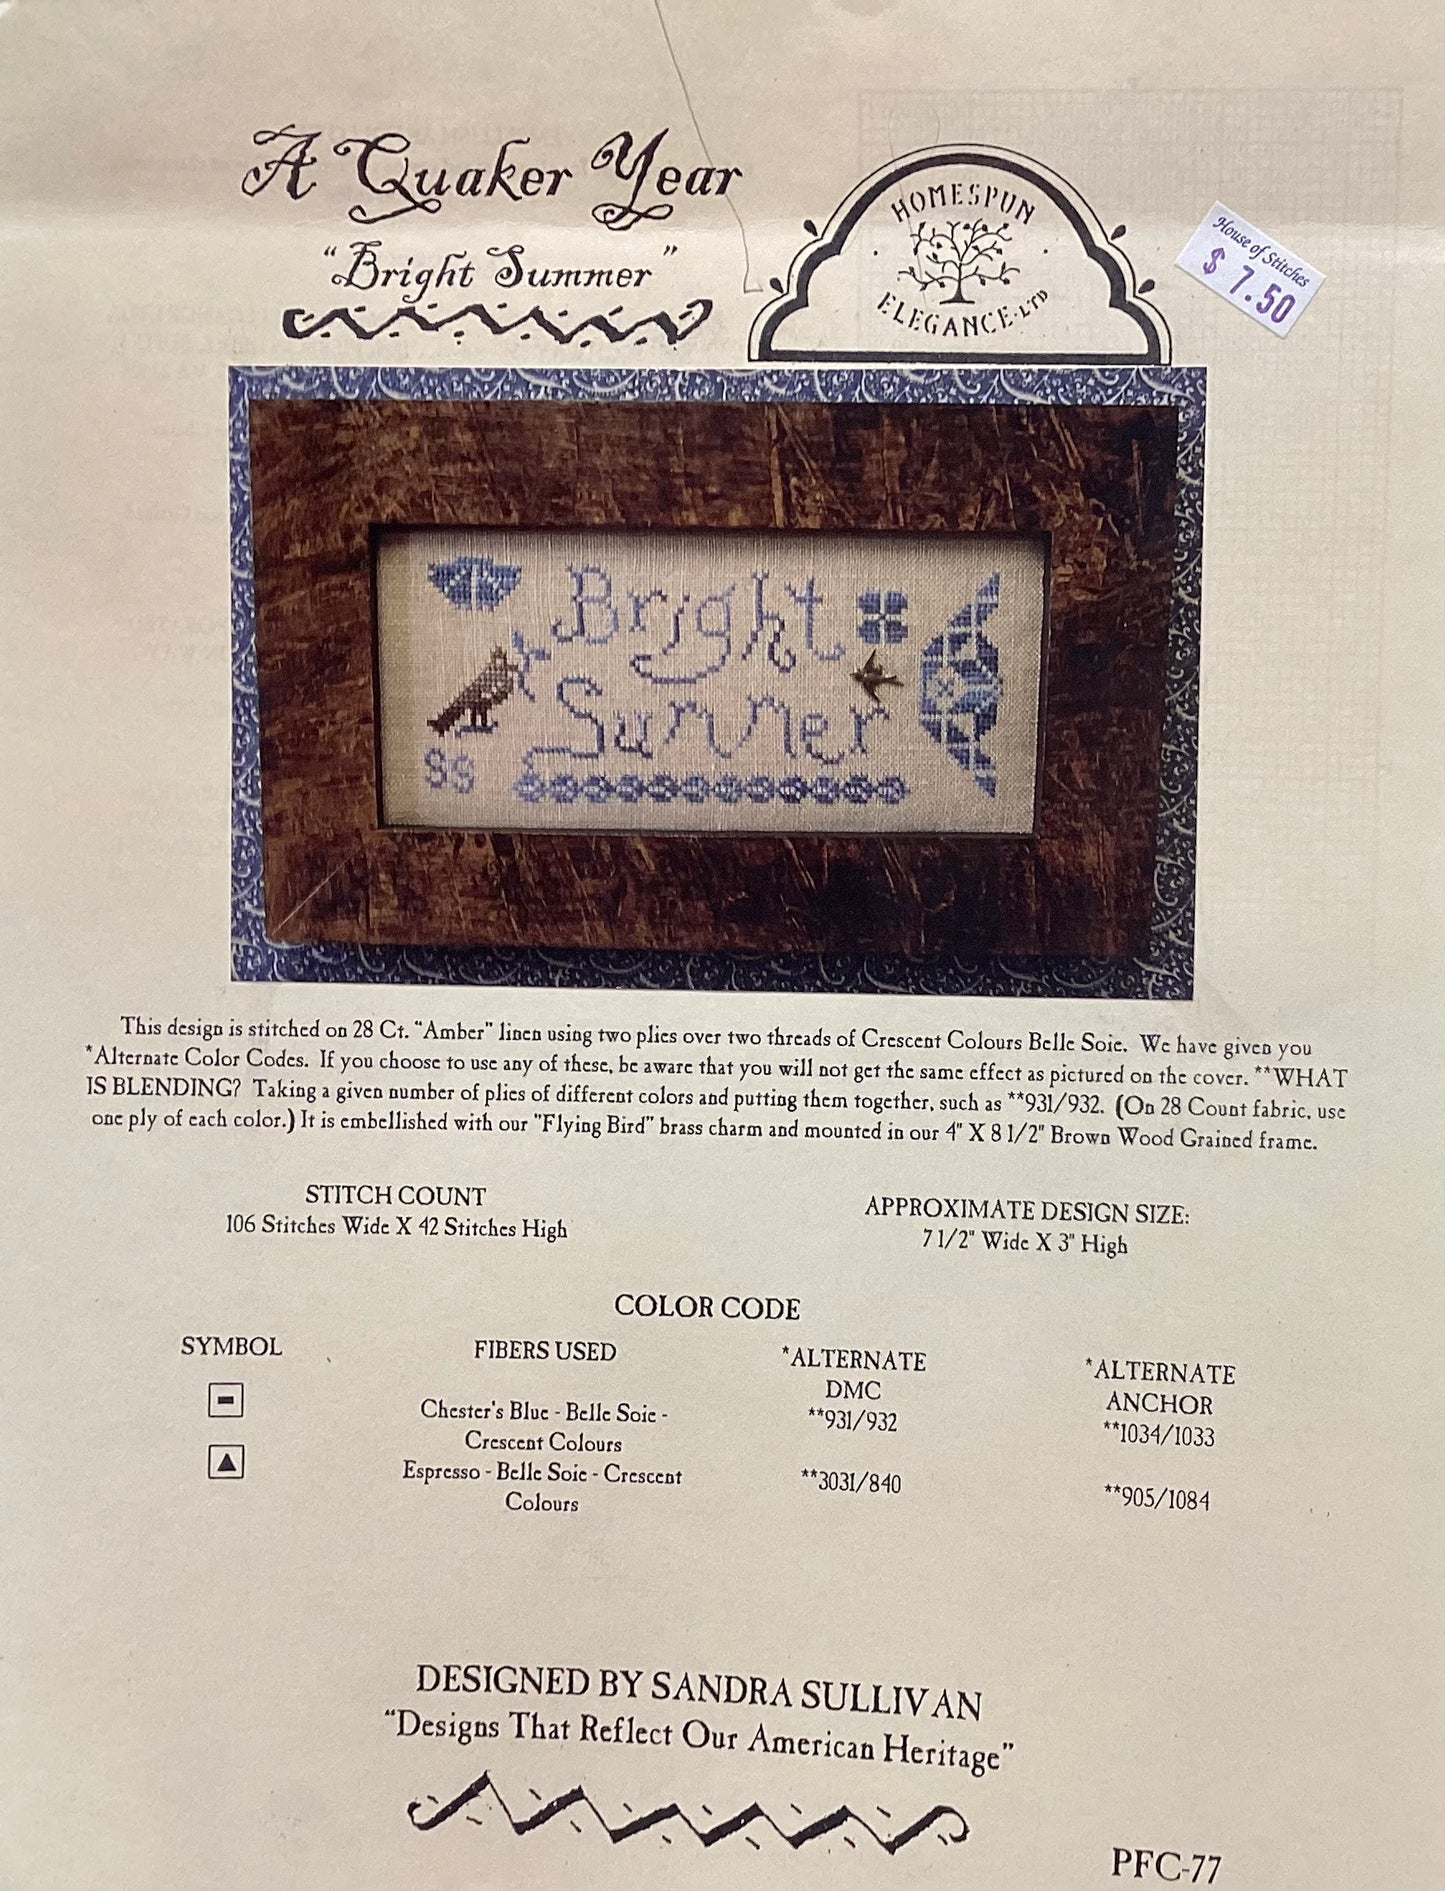 A Quaker Year
"Bright Summer"
HOMESPUN
ELEGANCE·LTD
House of Stitches
$ 7.50
Bright
Summer
SS
This design is stitched on 28 Ct. "Amber" linen using two plies over two threads of Crescent Colours Belle Soie. We have given you
*Alternate Color Codes. If you choose to use any of these, be aware that you will not get the same effect as pictured on the cover. **WHAT
IS BLENDING? Taking a given number of plies of different colors and putting them together, such as **931/932. (On 28 Count fabric, use
one ply of each color.) It is embellished with our "Flying Bird" brass charm and mounted in our 4" X 8 1/2" Brown Wood Grained frame.
STITCH COUNT
106 Stitches Wide X 42 Stitches High
APPROXIMATE DESIGN SIZE:
7 1/2" Wide X 3" High
COLOR CODE
SYMBOL
FIBERS USED
*ALTERNATE
DMC
*ALTERNATE
ANCHOR
Chester's Blue - Belle Soie -
Crescent Colours
**931/932
**1034/1033
Espresso - Belle Soie - Crescent
Colours
**3031/840
**905/1084
DESIGNED BY SANDRA SULLIVAN
"Designs That Reflect Our American Heritage"
PFC-77